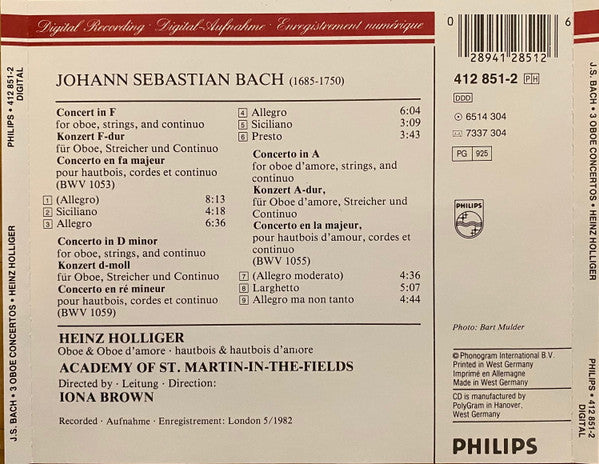 Digital Recording · Digital-Aufnahme · Enregistrement numérique
JOHANN SEBASTIAN BACH (1685-1750)
Concert in F
for oboe, strings, and continuo
Konzert F-dur
für Oboe, Streicher und Continuo
Concerto en fa majeur
pour hautbois, cordes et continuo
(BWV 1053)
1 (Allegro) 8:13
2 Siciliano 4:18
3 Allegro 6:36
Concerto in D minor
for oboe, strings, and continuo
Konzert d-moll
für Oboe, Streicher und Continuo
Concerto en ré mineur
pour hautbois, cordes et continuo
(BWV 1059)
4 Allegro 6:04
5 Siciliano 3:09
6 Presto 3:43
Concerto in A
for oboe d'amore, strings, and
continuo
Konzert A-dur,
für Oboe d'amore, Streicher und
Continuo
Concerto en la majeur,
pour hautbois d'amour, cordes et
continuo
(BWV 1055)
7 (Allegro moderato) 4:36
8 Larghetto 5:07
9 Allegro ma non tanto 4:44
HEINZ HOLLIGER
Oboe & Oboe d'amore · hautbois & hautbois d'amore
ACADEMY OF ST. MARTIN-IN-THE-FIELDS
Directed by · Leitung · Direction:
IONA BROWN
Recorded · Aufnahme · Enregistrement: London 5/1982
0 28941 28512 6
412 851-2 PH
DDD
6514 304
7337 304
PG 925
PHILIPS
Photo: Bart Mulder
© Phonogram International B.V.
Printed in West Germany
Imprimé en Allemagne
Made in West Germany
CD is manufactured by
PolyGram in Hanover,
West Germany
PHILIPS
J.S. BACH • 3 OBOE CONCERTOS • HEINZ HOLLIGER
PHILIPS • 412 851-2
DIGITAL
J.S. BACH • 3 OBOE CONCERTOS • HEINZ HOLLIGER
PHILIPS • 412 851-2
DIGITAL